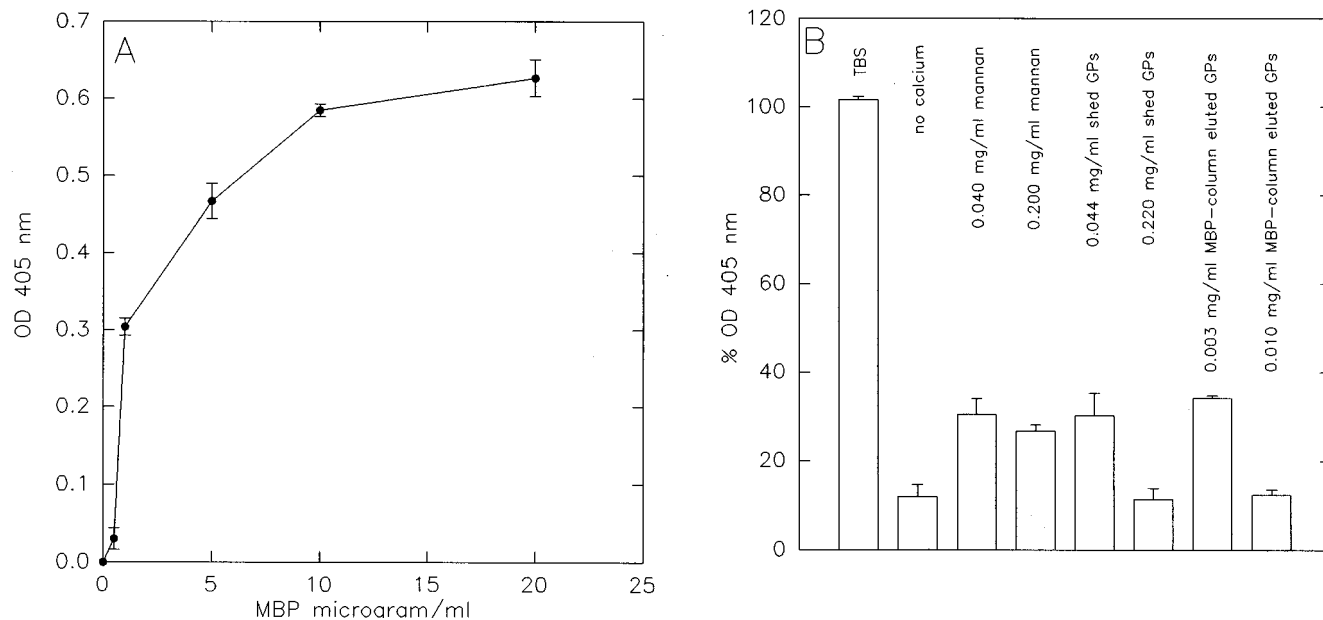 A
0.7
0.6
0.5
0.4
0.3
0.2
0.1
0.0
OD 405 nm
0
5
10
15
20
25
MBP microgram/ml
B
120
100
80
60
40
20
0
% OD 405 nm
TBS
no calcium
0.040 mg/ml mannan
0.200 mg/ml mannan
0.044 mg/ml shed GPs
0.220 mg/ml shed GPs
0.003 mg/ml MBP-column eluted GPs
0.010 mg/ml MBP-column eluted GPs